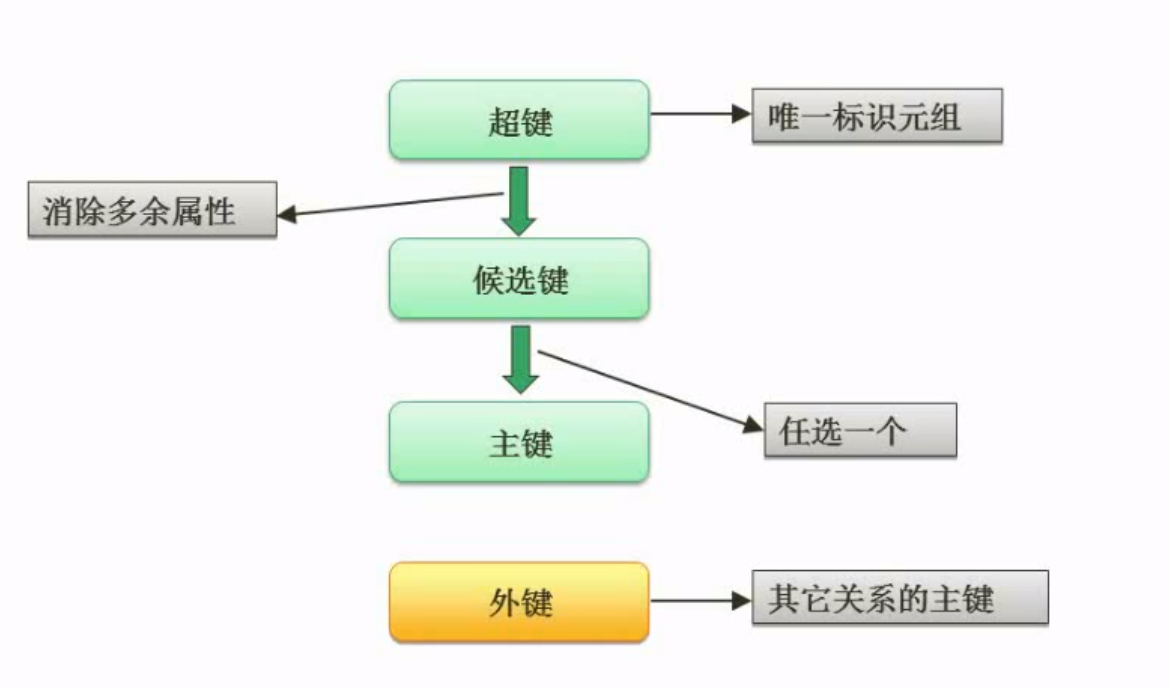 超键
唯一标识元组
消除多余属性
候选键
任选一个
主键
外键
其它关系的主键